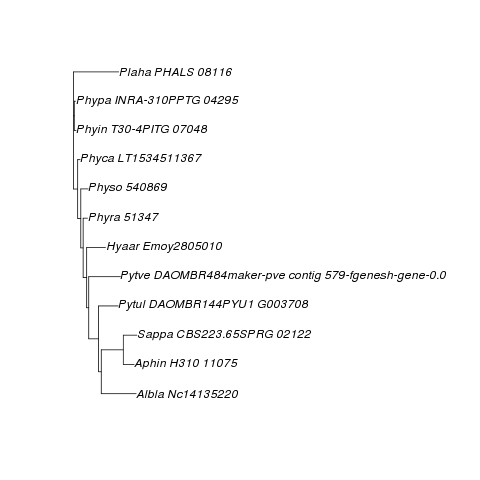 Plaha PHALS 08116
Phypa INRA-310PPTG 04295
Phyin T30-4PITG 07048
Phyca LT1534511367
Physo 540869
Phyra 51347
Hyaar Emoy2805010
Pytve DAOMBR484maker-pve contig 579-fgenesh-gene-0.0
Pytul DAOMBR144PYU1 G003708
Sappa CBS223.65SPRG 02122
Aphin H310 11075
Albla Nc14135220